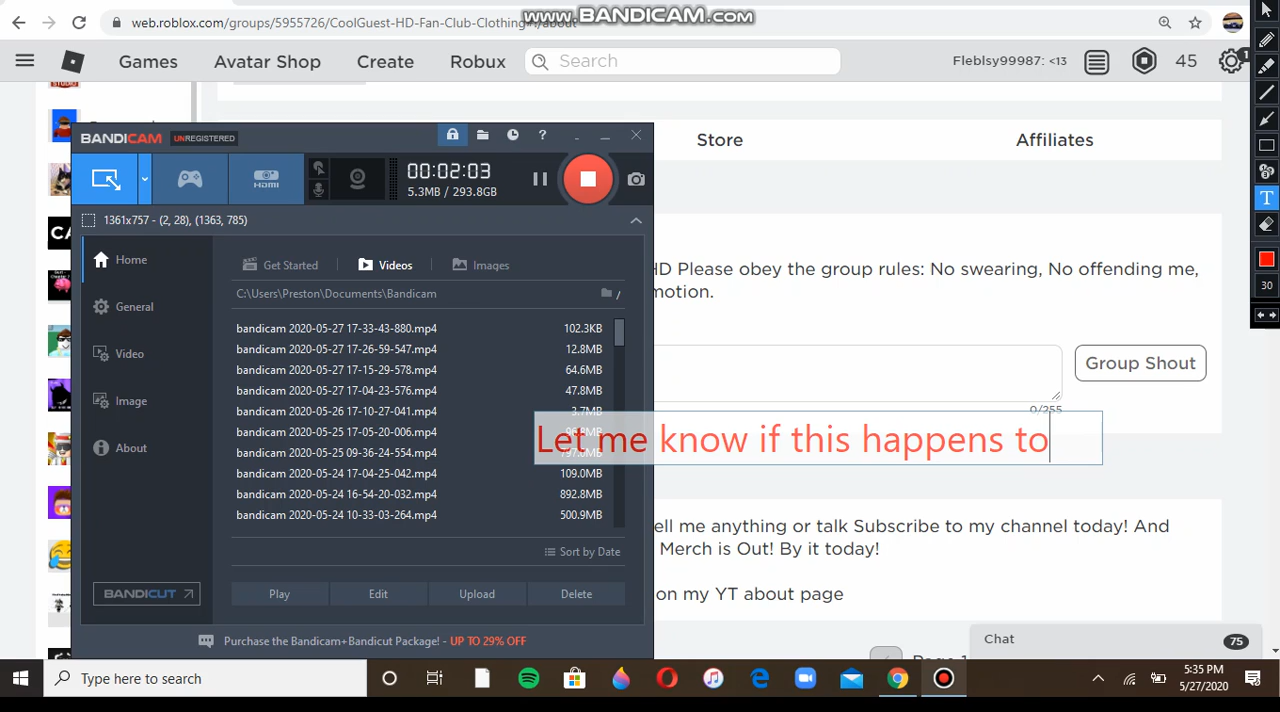 web.roblox.com/groups/5955726/CoolGuest-HD-Fan-Club-Clothing#!/about
www.BANDICAM.com
Games
Avatar Shop
Create
Robux
Search
Fleblsy99987: <13
45
1
Store
Affiliates
BANDICAM
UNREGISTERED
?
HDMI
00:02:03
5.3MB / 293.8GB
1361x757 - (2, 28), (1363, 785)
Home
General
Video
Image
About
Get Started
Videos
Images
C:\Users\Preston\Documents\Bandicam
/
bandicam 2020-05-27 17-33-43-880.mp4 102.3KB
bandicam 2020-05-27 17-26-59-547.mp4 12.8MB
bandicam 2020-05-27 17-15-29-578.mp4 64.6MB
bandicam 2020-05-27 17-04-23-576.mp4 47.8MB
bandicam 2020-05-26 17-10-27-041.mp4 3.7MB
bandicam 2020-05-25 17-05-20-006.mp4
bandicam 2020-05-25 09-36-24-554.mp4
bandicam 2020-05-24 17-04-25-042.mp4 109.0MB
bandicam 2020-05-24 16-54-20-032.mp4 892.8MB
bandicam 2020-05-24 10-33-03-264.mp4 500.9MB
Sort by Date
BANDICUT
Play
Edit
Upload
Delete
Purchase the Bandicam+Bandicut Package! - UP TO 29% OFF
HD Please obey the group rules: No swearing, No offending me,
motion.
Group Shout
0/255
Let me know if this happens to
ell me anything or talk Subscribe to my channel today! And
Merch is Out! By it today!
on my YT about page
Page 1
Chat
75
T
30
Type here to search
5:35 PM
5/27/2020